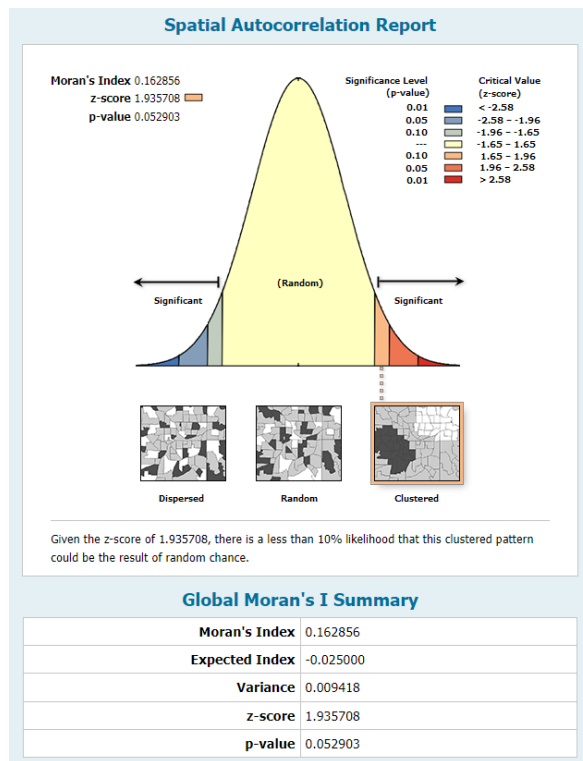 Spatial Autocorrelation Report
Moran's Index 0.162856
z-score 1.935708
p-value 0.052903
Significance Level Critical Value
(p-value) (z-score)
0.01 < -2.58
0.05 -2.58 – -1.96
0.10 -1.96 – -1.65
--- -1.65 – 1.65
0.10 1.65 – 1.96
0.05 1.96 – 2.58
0.01 > 2.58
(Random)
Significant Significant
Dispersed Random Clustered
Given the z-score of 1.935708, there is a less than 10% likelihood that this clustered pattern
could be the result of random chance.
Global Moran's I Summary
Moran's Index 0.162856
Expected Index -0.025000
Variance 0.009418
z-score 1.935708
p-value 0.052903